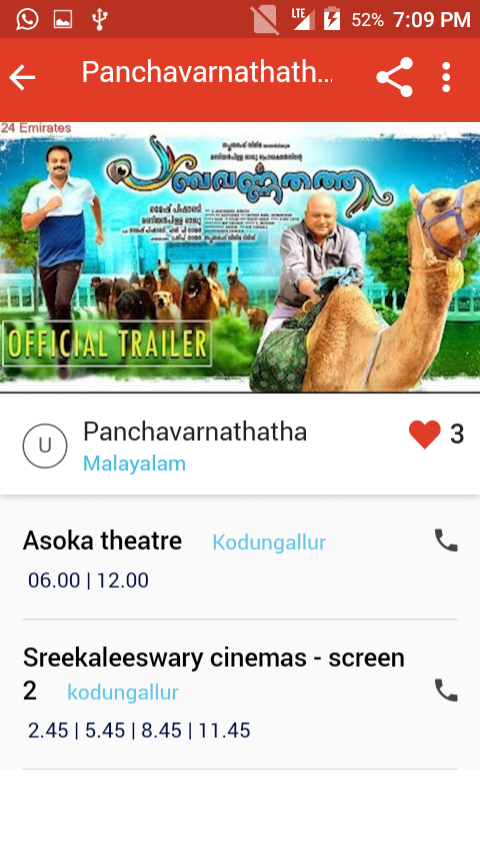 LTE
52% 7:09 PM
Panchavarnathath...
24 Emirates
പഞ്ചവർണ്ണതത്ത
OFFICIAL TRAILER
U
Panchavarnathatha
3
Malayalam
Asoka theatre Kodungallur
06.00 | 12.00
Sreekaleeswary cinemas - screen
2 kodungallur
2.45 | 5.45 | 8.45 | 11.45